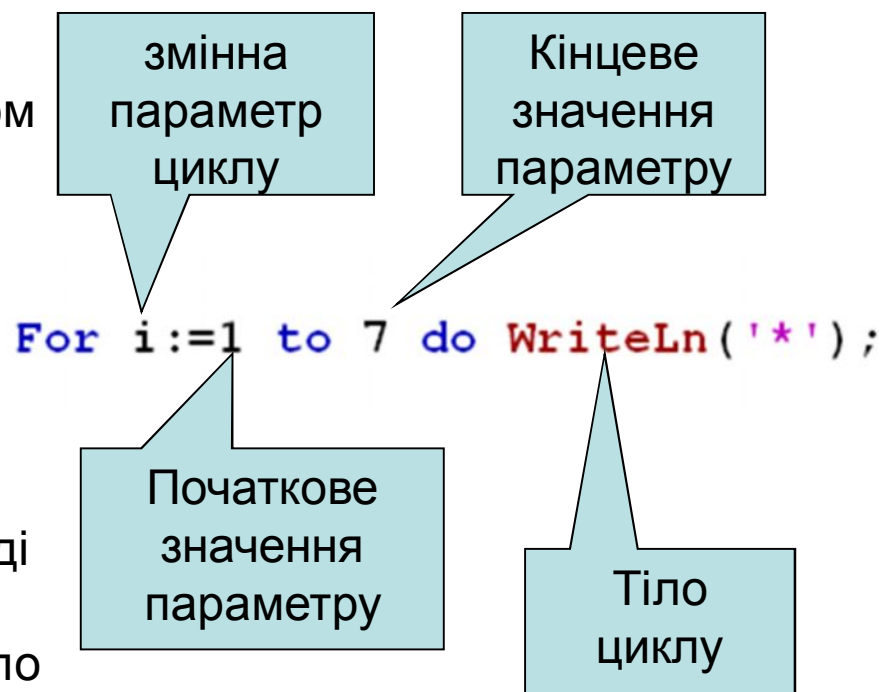 змінна
параметр
циклу
Кінцеве
значення
параметру
For i:=1 to 7 do WriteLn('*');
Початкове
значення
параметру
Тіло
циклу